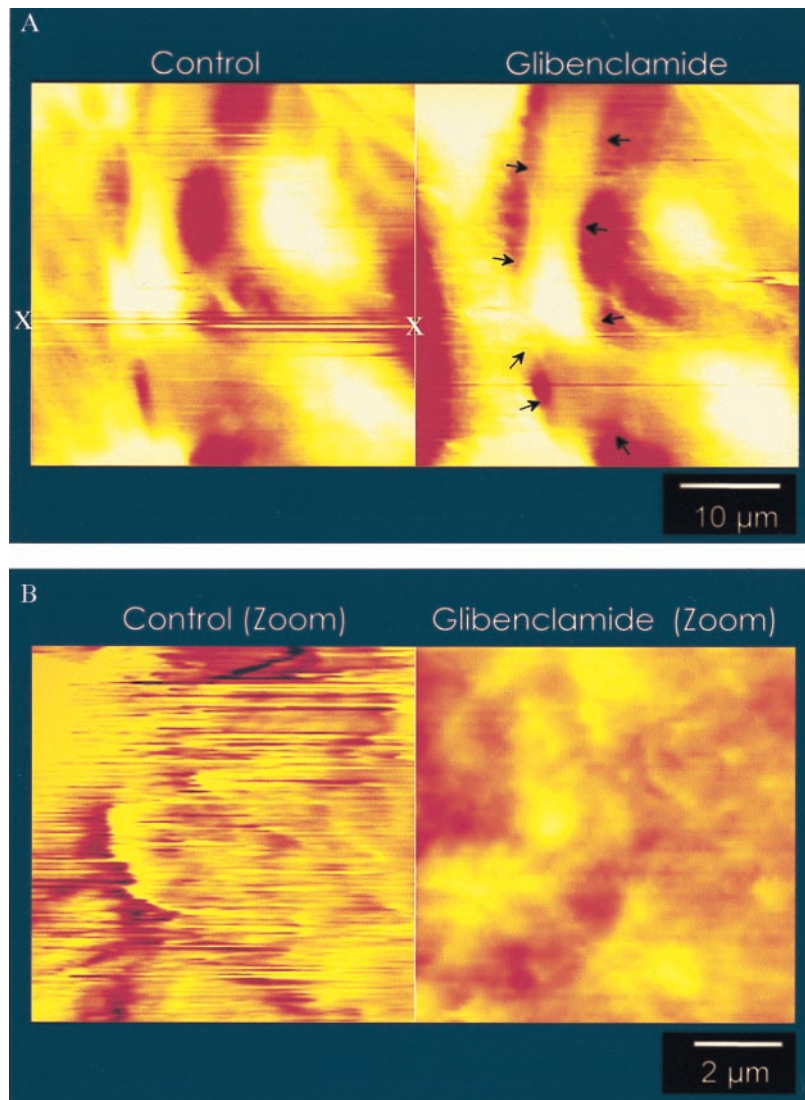 A
Control Glibenclamide
X X
10 µm
B
Control (Zoom) Glibenclamide (Zoom)
2 µm